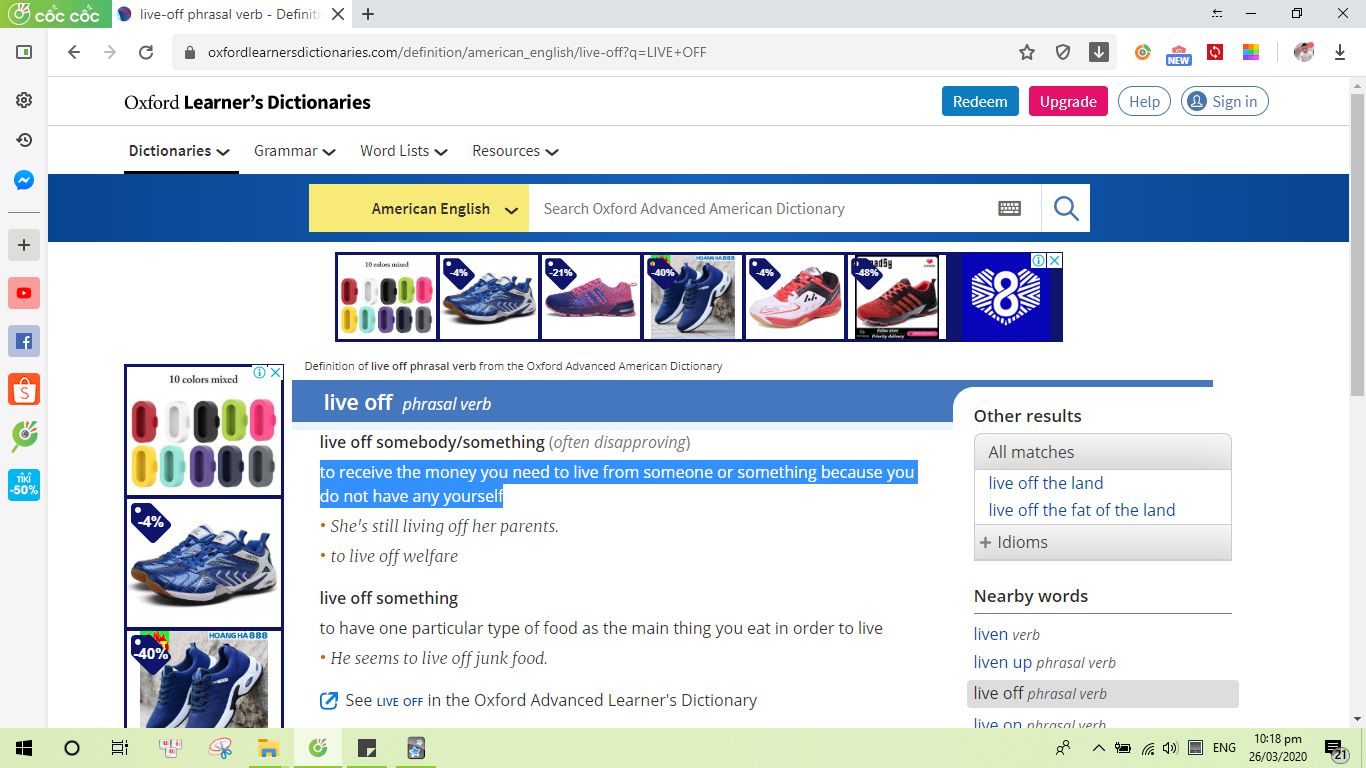 cốc cốc
live-off phrasal verb - Definiti
oxfordlearnersdictionaries.com/definition/american_english/live-off?q=LIVE+OFF
NEW
Oxford Learner's Dictionaries
Redeem
Upgrade
Help
Sign in
Dictionaries
Grammar
Word Lists
Resources
American English
Search Oxford Advanced American Dictionary
10 colors mixed
-4%
-21%
-40%
HOANG HA 888
-4%
-48%
Follow store
Priority delivery
8
Definition of live off phrasal verb from the Oxford Advanced American Dictionary
10 colors mixed
-4%
-40%
HOANG HA 888
live off phrasal verb
live off somebody/something (often disapproving)
to receive the money you need to live from someone or something because you
do not have any yourself
• She's still living off her parents.
• to live off welfare
live off something
to have one particular type of food as the main thing you eat in order to live
• He seems to live off junk food.
See LIVE OFF in the Oxford Advanced Learner's Dictionary
Other results
All matches
live off the land
live off the fat of the land
+ Idioms
Nearby words
liven verb
liven up phrasal verb
live off phrasal verb
live on phrasal verb
TIKI
-50%
ENG
10:18 pm
26/03/2020
21